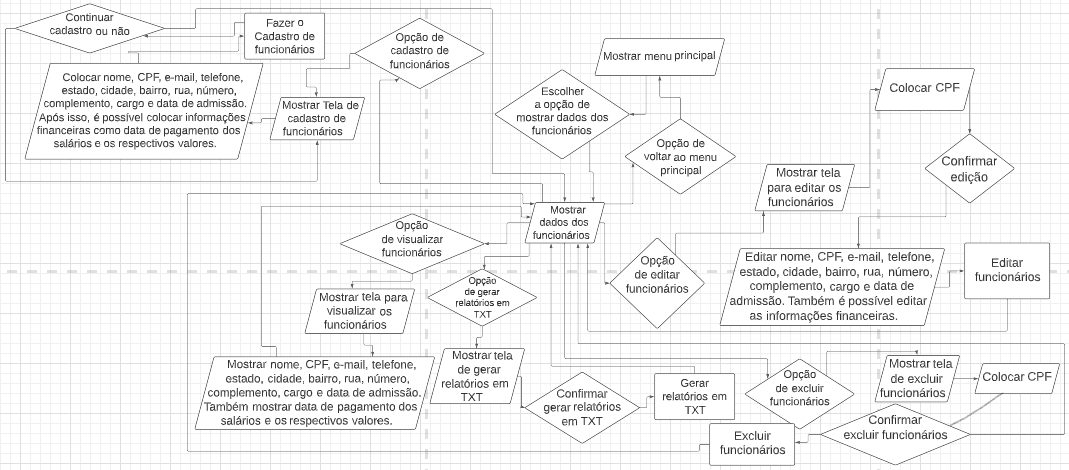 Continuar
cadastro ou não
Fazer o
Cadastro de
funcionários
Opção de
cadastro de
funcionários
Colocar nome, CPF, e-mail, telefone,
estado, cidade, bairro, rua, número,
complemento, cargo e data de admissão.
Após isso, é possível colocar informações
financeiras como data de pagamento dos
salários e os respectivos valores.
Mostrar Tela de
cadastro de
funcionários
Mostrar menu principal
Escolher
a opção de
mostrar dados dos
funcionários
Opção de
voltar ao menu
principal
Colocar CPF
Confirmar
edição
Mostrar tela
para editar os
funcionários
Mostrar
dados dos
funcionários
Opção
de visualizar
funcionários
Opção
de editar
funcionários
Editar nome, CPF, e-mail, telefone,
estado, cidade, bairro, rua, número,
complemento, cargo e data de
admissão. Também é possível editar
as informações financeiras.
Editar
funcionários
Opção
de gerar
relatórios em
TXT
Mostrar tela para
visualizar os
funcionários
Mostrar nome, CPF, e-mail, telefone,
estado, cidade, bairro, rua, número,
complemento, cargo e data de admissão.
Também mostrar data de pagamento dos
salários e os respectivos valores.
Mostrar tela
de gerar
relatórios em
TXT
Confirmar
gerar relatórios
em TXT
Gerar
relatórios em
TXT
Opção
de excluir
funcionários
Mostrar tela
de excluir
funcionários
Colocar CPF
Confirmar
excluir funcionários
Excluir
funcionários